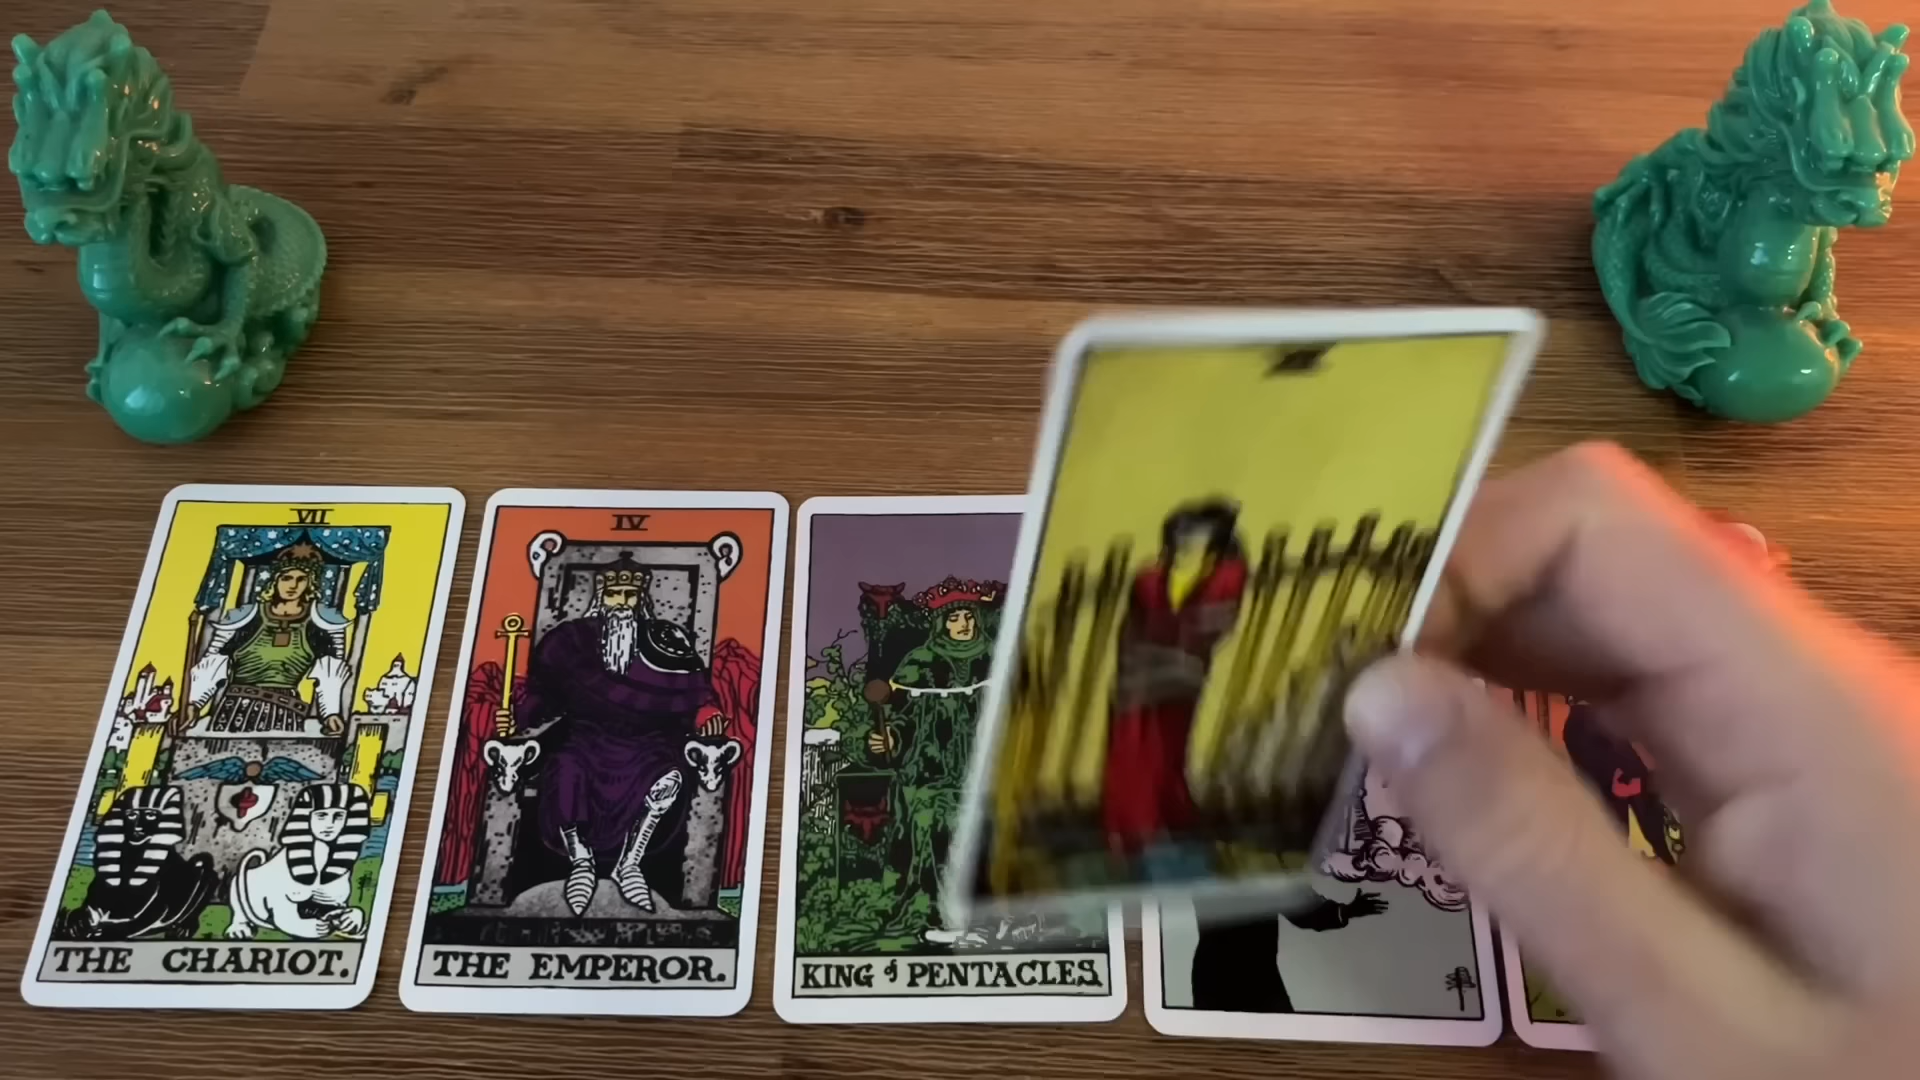 VII
THE CHARIOT.
IV
THE EMPEROR.
KING of PENTACLES.